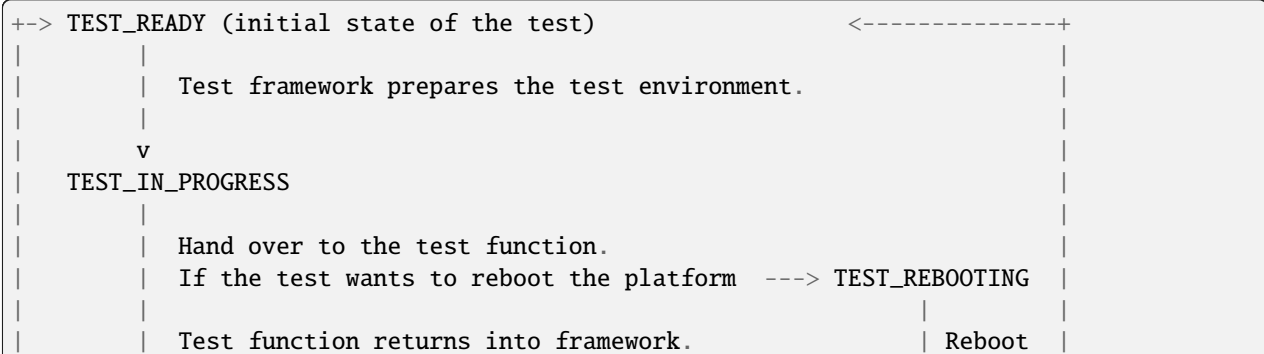 +-> TEST_READY (initial state of the test)                  <--------------+
|        |                                                                 |
|        |  Test framework prepares the test environment.                  |
|        |                                                                 |
|        v                                                                 |
|   TEST_IN_PROGRESS                                                       |
|        |                                                                 |
|        |  Hand over to the test function.                                |
|        |  If the test wants to reboot the platform  ---> TEST_REBOOTING  |
|        |                                                       |         |
|        |  Test function returns into framework.                | Reboot  |